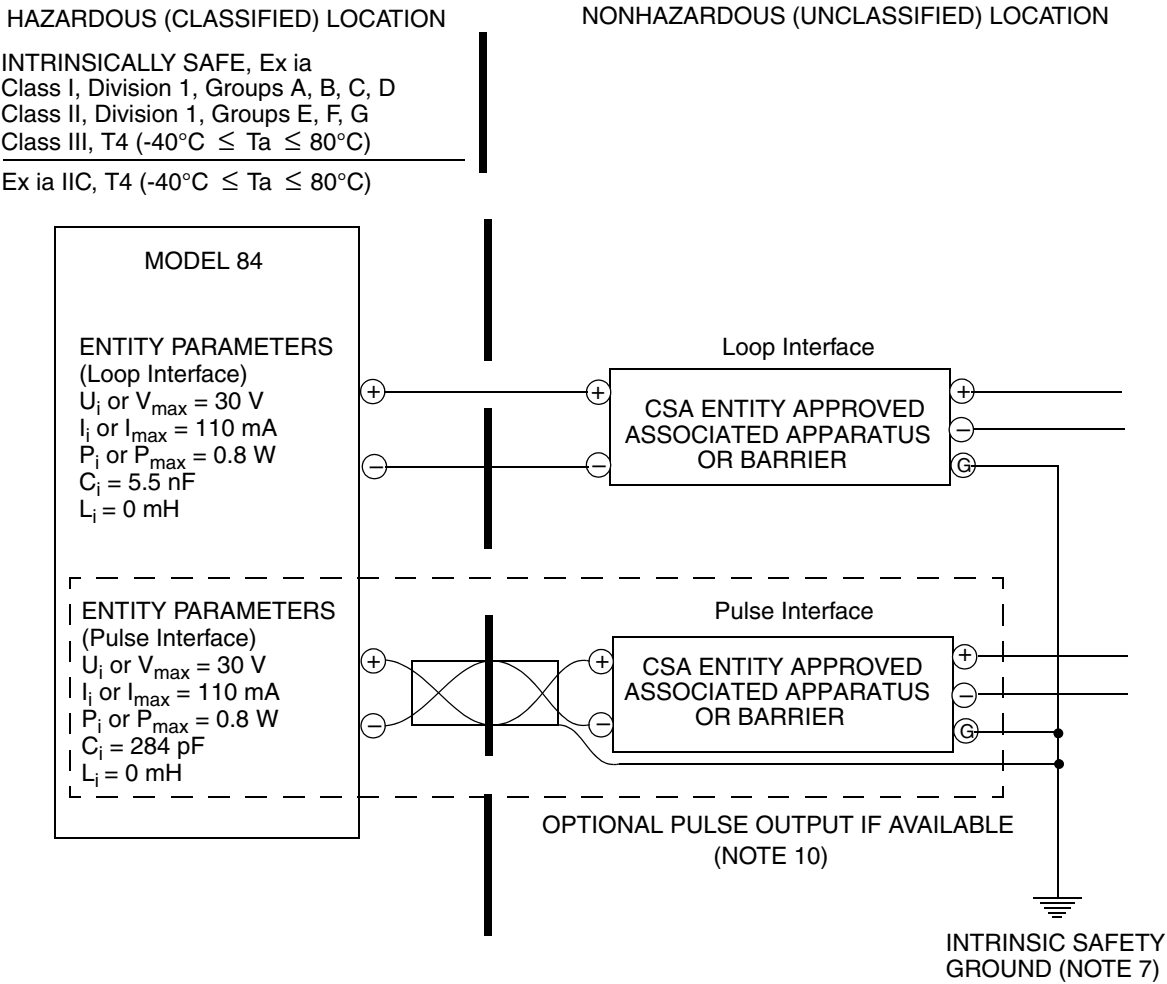 HAZARDOUS (CLASSIFIED) LOCATION
NONHAZARDOUS (UNCLASSIFIED) LOCATION
INTRINSICALLY SAFE, Ex ia
Class I, Division 1, Groups A, B, C, D
Class II, Division 1, Groups E, F, G
Class III, T4 (-40°C ≤ Ta ≤ 80°C)
Ex ia IIC, T4 (-40°C ≤ Ta ≤ 80°C)
MODEL 84
ENTITY PARAMETERS
(Loop Interface)
Ui or Vmax = 30 V
Ii or Imax = 110 mA
Pi or Pmax = 0.8 W
Ci = 5.5 nF
Li = 0 mH
+
−
Loop Interface
+
−
CSA ENTITY APPROVED
ASSOCIATED APPARATUS
OR BARRIER
+
−
G
ENTITY PARAMETERS
(Pulse Interface)
Ui or Vmax = 30 V
Ii or Imax = 110 mA
Pi or Pmax = 0.8 W
Ci = 284 pF
Li = 0 mH
+
−
Pulse Interface
+
−
CSA ENTITY APPROVED
ASSOCIATED APPARATUS
OR BARRIER
+
−
G
OPTIONAL PULSE OUTPUT IF AVAILABLE
(NOTE 10)
INTRINSIC SAFETY
GROUND (NOTE 7)